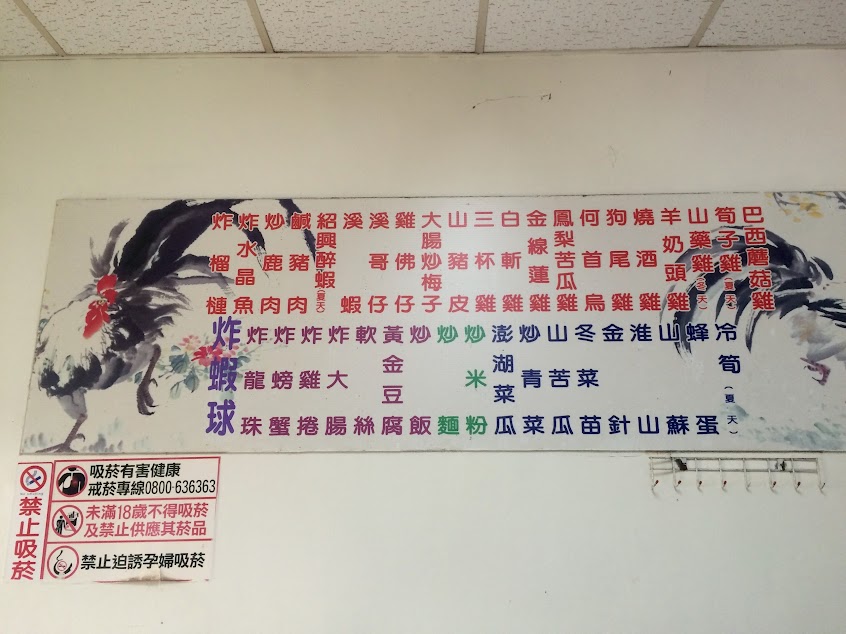 巴西蘑菇雞
筍子雞(夏天)
山藥雞(冬天)
羊奶頭雞
燒酒雞
狗尾雞
何首烏
鳳梨苦瓜雞
金線蓮雞
白斬雞
三杯雞
山豬皮
大腸炒梅子
雞佛仔
溪哥仔
溪蝦
紹興醉蝦(夏天)
鹹豬肉
炒鹿肉
炸水晶魚
炸榴槤
冷筍(夏天)
蜂蛋
山蘇
淮山
金針
冬菜苗
山苦瓜
炒青菜
澎湖菜瓜
炒米粉
炒麵
炒飯
黃金豆腐
軟絲
炸大腸
炸雞捲
炸螃蟹
炸龍珠
炸蝦球
禁止吸菸
吸菸有害健康
戒菸專線0800-636363
未滿18歲不得吸菸
及禁止供應其菸品
禁止迫誘孕婦吸菸